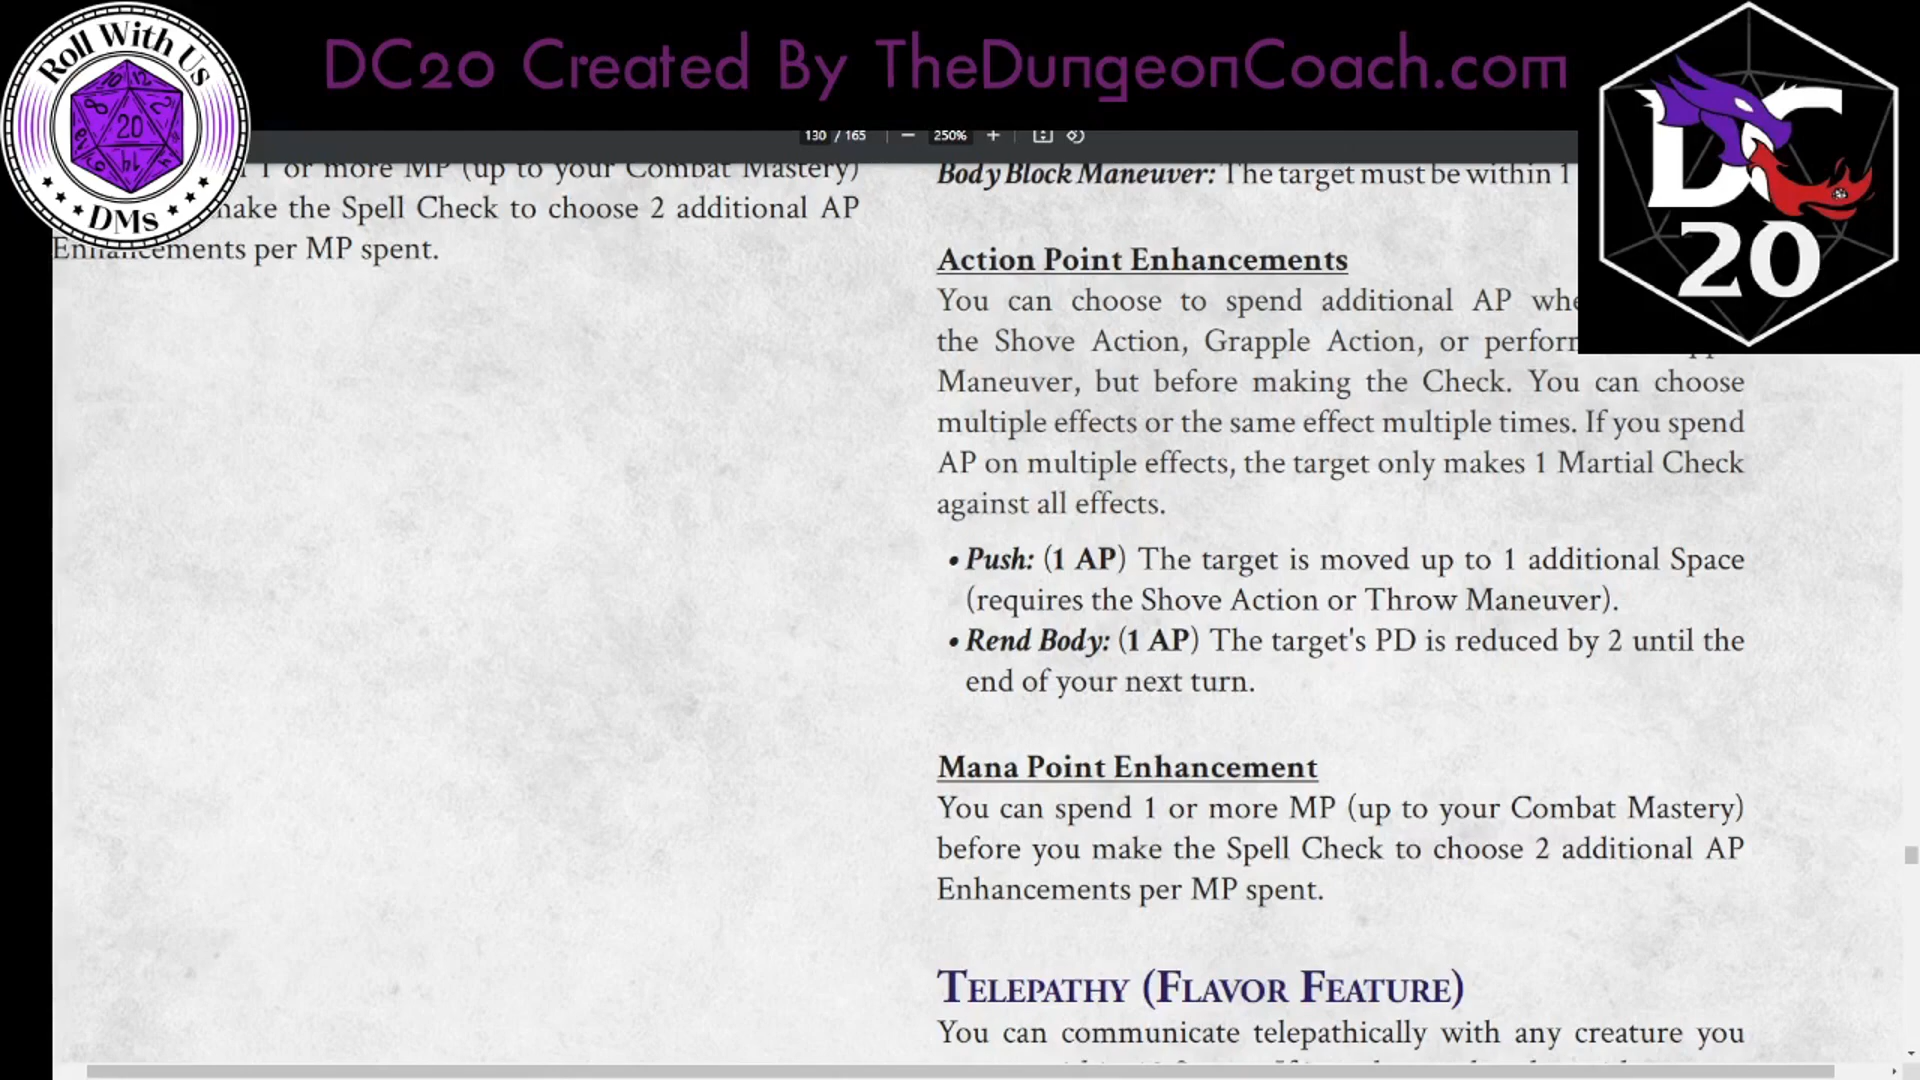 Roll With Us
DMs
20
DC20 Created By TheDungeonCoach.com
DC
20
130 / 165
250%
1 or more MP (up to your Combat Mastery)
make the Spell Check to choose 2 additional AP
Enhancements per MP spent.
Body Block Maneuver: The target must be within 1
Action Point Enhancements
You can choose to spend additional AP
the Shove Action, Grapple Action, or
Maneuver, but before making the Check. You can choose
multiple effects or the same effect multiple times. If you spend
AP on multiple effects, the target only makes 1 Martial Check
against all effects.
• Push: (1 AP) The target is moved up to 1 additional Space
(requires the Shove Action or Throw Maneuver).
• Rend Body: (1 AP) The target's PD is reduced by 2 until the
end of your next turn.
Mana Point Enhancement
You can spend 1 or more MP (up to your Combat Mastery)
before you make the Spell Check to choose 2 additional AP
Enhancements per MP spent.
Telepathy (Flavor Feature)
You can communicate telepathically with any creature you